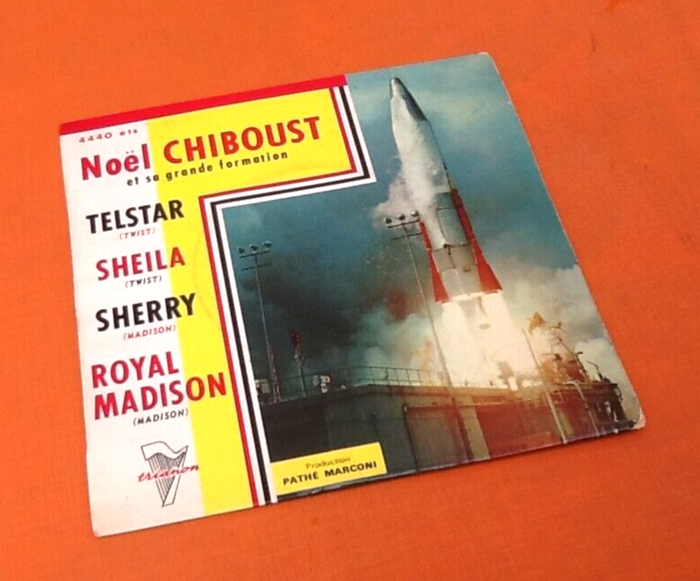 4440 ets
Noël CHIBOUST
et sa grande formation
TELSTAR
(TWIST)
SHEILA
(TWIST)
SHERRY
(MADISON)
ROYAL
MADISON
(MADISON)
trianon
Production
PATHÉ MARCONI